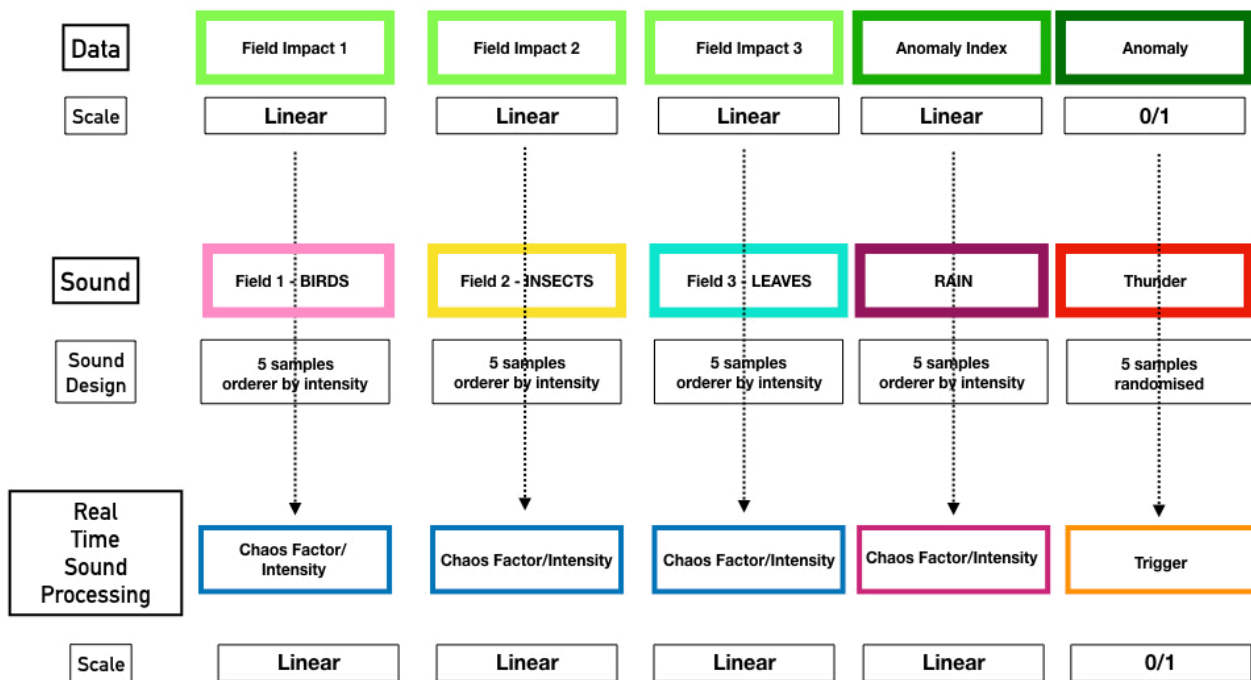 Data
Field Impact 1
Field Impact 2
Field Impact 3
Anomaly Index
Anomaly
Scale
Linear
Linear
Linear
Linear
0/1
Sound
Field 1 - BIRDS
Field 2 - INSECTS
Field 3 - LEAVES
RAIN
Thunder
Sound
Design
5 samples
orderer by intensity
5 samples
orderer by intensity
5 samples
orderer by intensity
5 samples
orderer by intensity
5 samples
randomised
Real
Time
Sound
Processing
Chaos Factor/
Intensity
Chaos Factor/Intensity
Chaos Factor/Intensity
Chaos Factor/Intensity
Trigger
Scale
Linear
Linear
Linear
Linear
0/1